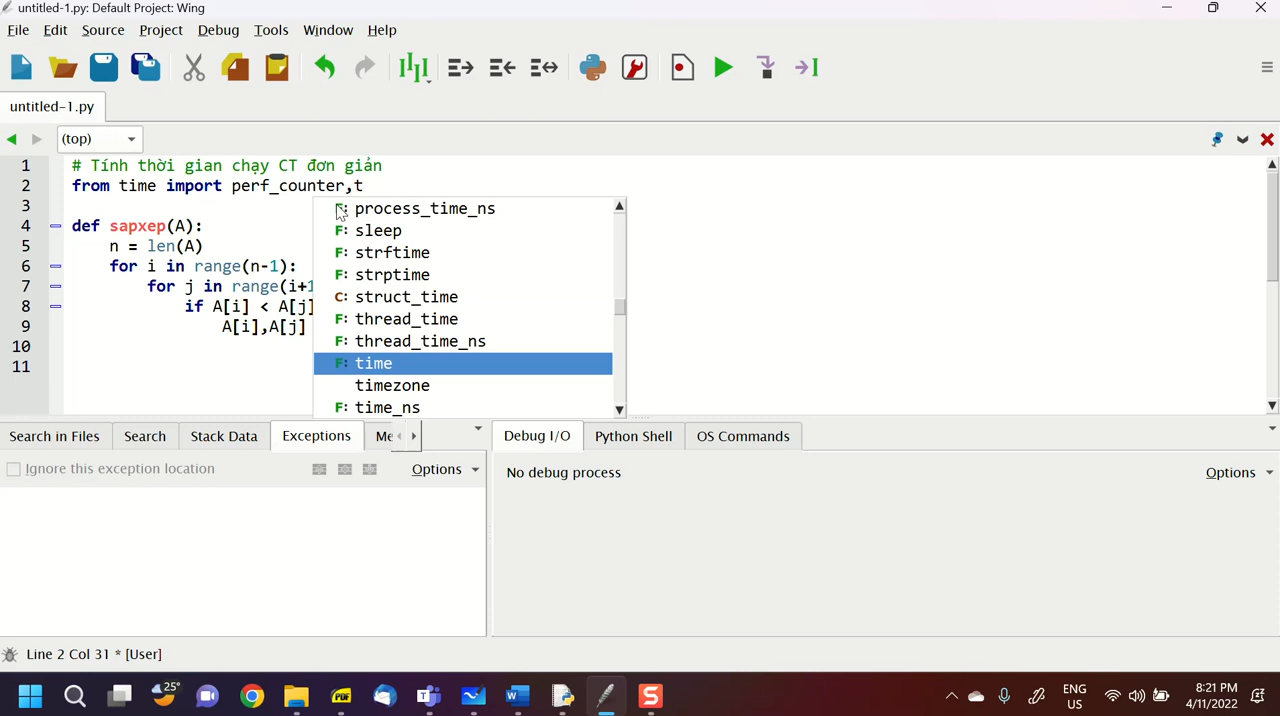 untitled-1.py: Default Project: Wing
File Edit Source Project Debug Tools Window Help
untitled-1.py
(top)
1 # Tính thời gian chạy CT đơn giản
2 from time import perf_counter,t
3
4 def sapxep(A):
5 n = len(A)
6 for i in range(n-1):
7 for j in range(i+1
8 if A[i] < A[j]
9 A[i],A[j]
10
11
F: process_time_ns
F: sleep
F: strftime
F: strptime
C: struct_time
F: thread_time
F: thread_time_ns
F: time
timezone
F: time_ns
Search in Files Search Stack Data Exceptions Me
Ignore this exception location Options
Debug I/O Python Shell OS Commands
No debug process Options
Line 2 Col 31 * [User]
25°
PDF
ENG
US
8:21 PM
4/11/2022